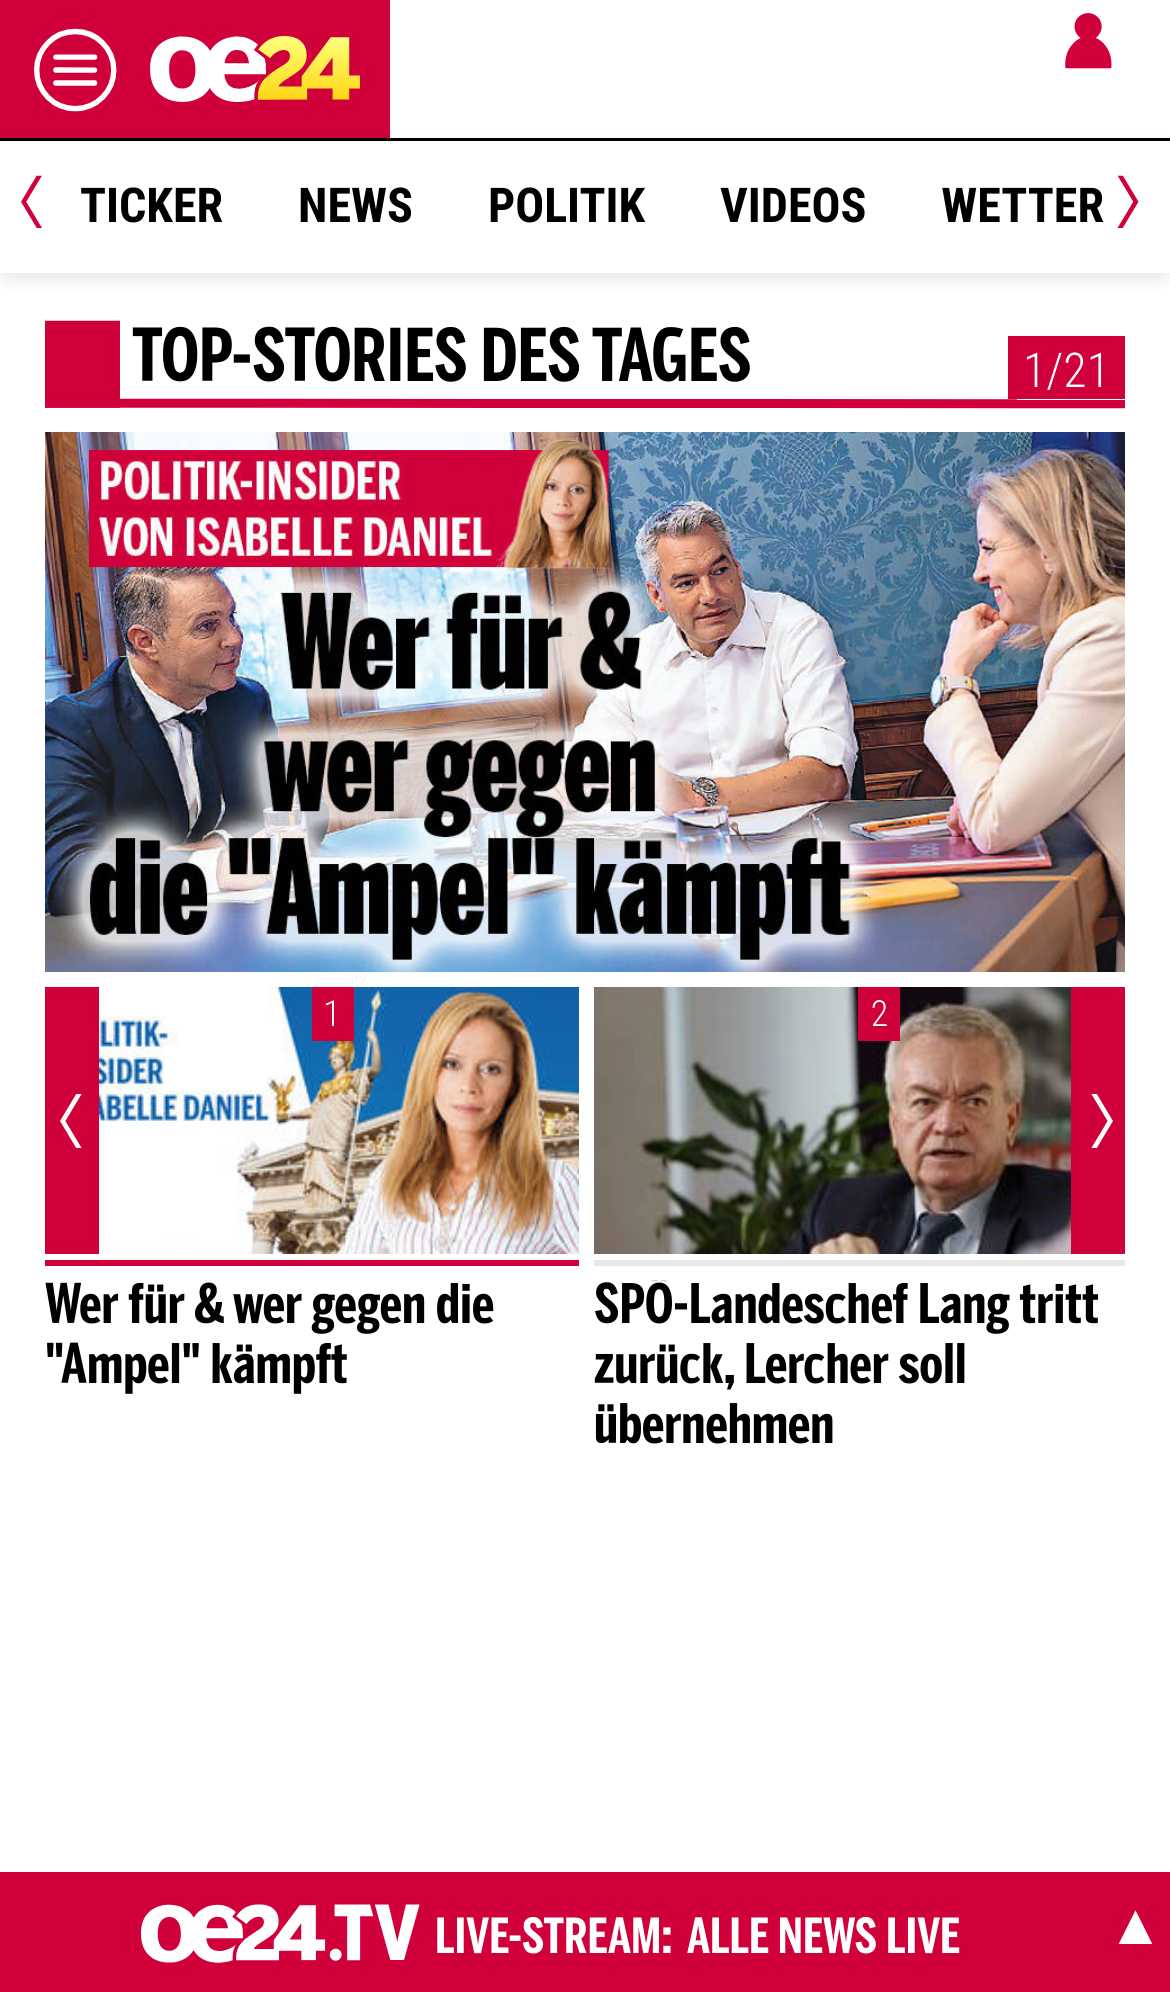 oe24
TICKER NEWS POLITIK VIDEOS WETTER
TOP-STORIES DES TAGES
1/21
POLITIK-INSIDER
VON ISABELLE DANIEL
Wer für &
wer gegen
die "Ampel" kämpft
1
LITIK-
SIDER
ABELLE DANIEL
2
Wer für & wer gegen die
"Ampel" kämpft
SPÖ-Landeschef Lang tritt
zurück, Lercher soll
übernehmen
oe24.TV LIVE-STREAM: ALLE NEWS LIVE